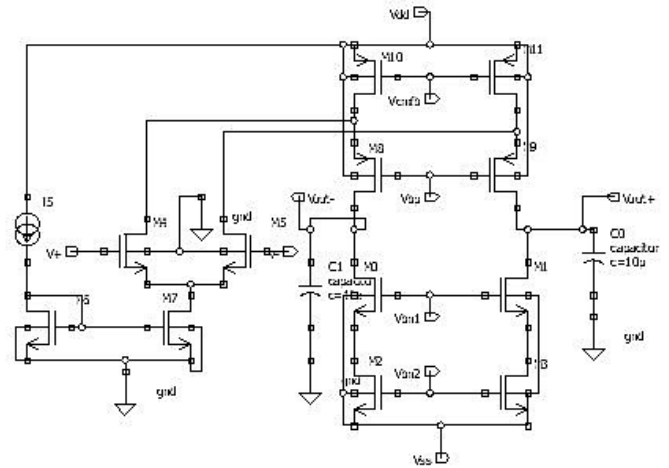 Vdd
M10
M11
Vcmfb
M8
M9
Vbp
I5
M4
gnd
M5
Vout-
Vout+
V+
C0
capacitor
c=10p
C1
capacitor
M0
M1
M6
M7
Vbn1
gnd
M2
Vbn2
M3
gnd
gnd
Vss